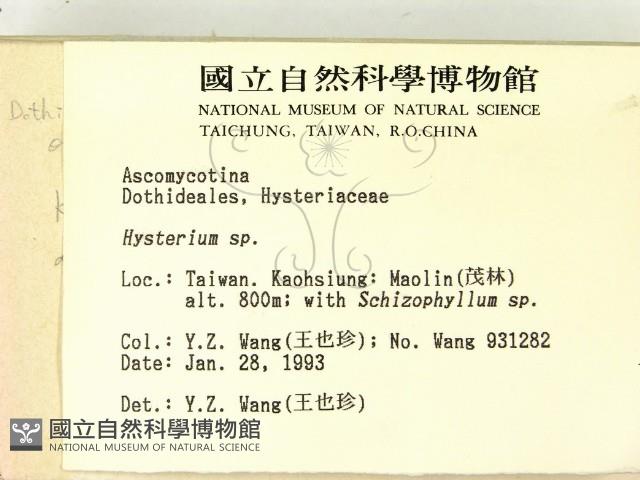 國立自然科學博物館
NATIONAL MUSEUM OF NATURAL SCIENCE
TAICHUNG, TAIWAN, R.O.CHINA
Dothi
Ascomycotina
Dothideales, Hysteriaceae
Hysterium sp.
Loc.: Taiwan. Kaohsiung: Maolin(茂林)
alt. 800m; with Schizophyllum sp.
Col.: Y.Z. Wang(王也珍); No. Wang 931282
Date: Jan. 28, 1993
Det.: Y.Z. Wang(王也珍)
國立自然科學博物館
NATIONAL MUSEUM OF NATURAL SCIENCE